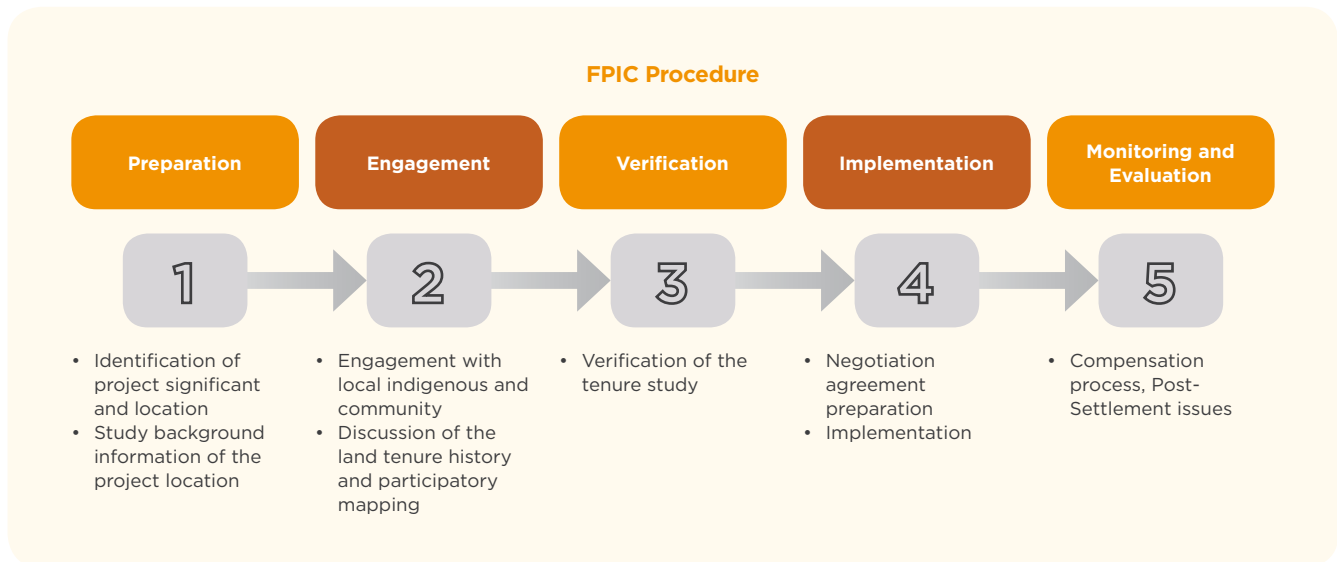 FPIC Procedure
Preparation
Engagement
Verification
Implementation
Monitoring and
Evaluation
1
2
3
4
5
• Identification of
project significant
and location
• Study background
information of the
project location
• Engagement with
local indigenous and
community
• Discussion of the
land tenure history
and participatory
mapping
• Verification of the
tenure study
• Negotiation
agreement
preparation
• Implementation
• Compensation
process, Post-
Settlement issues